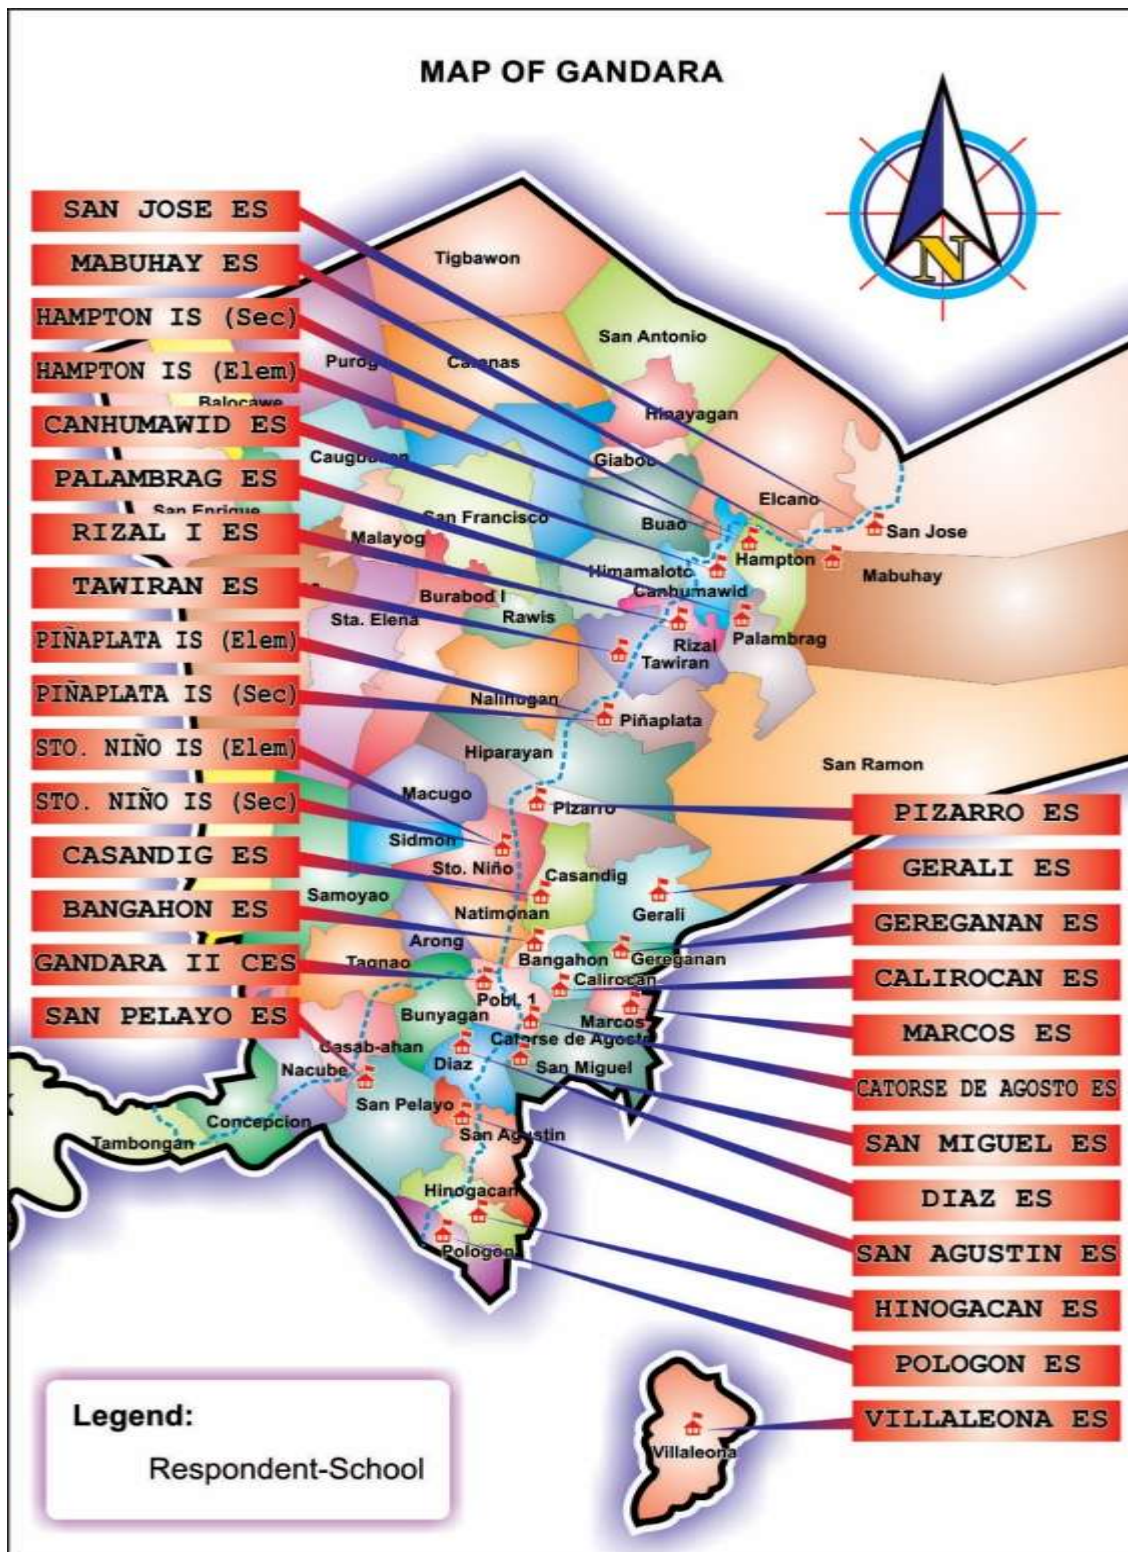 MAP OF GANDARA
N
SAN JOSE ES
MABUHAY ES
HAMPTON IS (Sec)
HAMPTON IS (Elem)
CANHUMAWID ES
PALAMBRAG ES
RIZAL I ES
TAWIRAN ES
PIÑAPLATA IS (Elem)
PIÑAPLATA IS (Sec)
STO. NIÑO IS (Elem)
STO. NIÑO IS (Sec)
CASANDIG ES
BANGAHON ES
GANDARA II CES
SAN PELAYO ES
Tigbawon
San Antonio
Hinayagan
Balocawe
Giaboc
Elcano
San Enrique
San Francisco
Buao
San Jose
Malayog
Hampton
Mabuhay
Himamaloto
Canhumawid
Burabod I
Sta. Elena
Rawis
Rizal
Palambrag
Tawiran
Nalihugan
Piñaplata
Hiparayan
San Ramon
Macugo
Pizarro
Sidmon
Sto. Niño
Casandig
Samoyao
Natimonan
Gerali
Arong
Bangahon
Gereganan
Tagnao
Calirocan
Pobl. 1
Bunyagan
Marcos
Casab-ahan
Catorse de Agosto
Diaz
San Miguel
Nacube
San Pelayo
Concepcion
San Agustin
Tambongan
Hinogacan
Pologon
Villaleona
PIZARRO ES
GERALI ES
GEREGANAN ES
CALIROCAN ES
MARCOS ES
CATORSE DE AGOSTO ES
SAN MIGUEL ES
DIAZ ES
SAN AGUSTIN ES
HINOGACAN ES
POLOGON ES
VILLALEONA ES
Legend:
Respondent-School